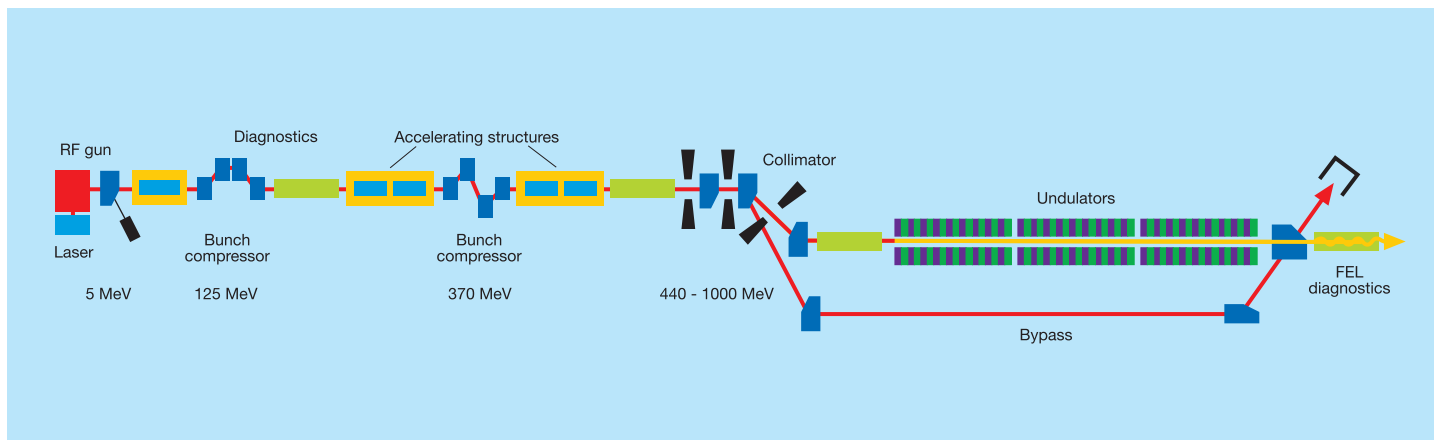 RF gun
Diagnostics
Accelerating structures
Collimator
Undulators
Laser
Bunch
compressor
Bunch
compressor
FEL
diagnostics
5 MeV
125 MeV
370 MeV
440 - 1000 MeV
Bypass